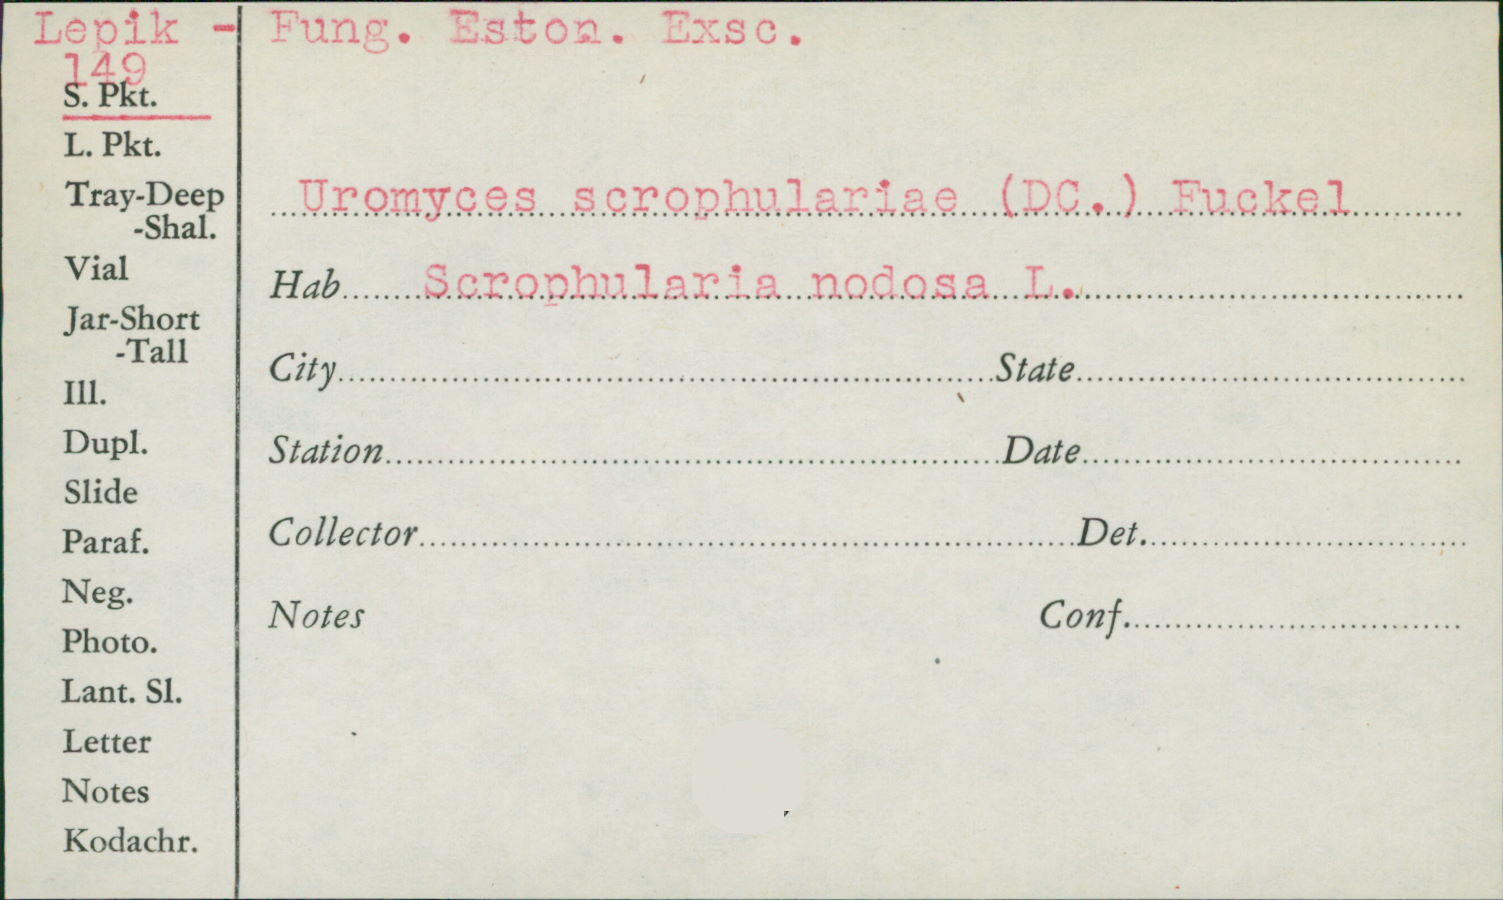 Lepik - Fung. Eston. Exsc.
149
S. Pkt.
L. Pkt.
Tray-Deep
-Shal.
Vial
Jar-Short
-Tall
Ill.
Dupl.
Slide
Paraf.
Neg.
Photo.
Lant. Sl.
Letter
Notes
Kodachr.
Uromyces scrophulariae (DC.) Fuckel
Hab. Scrophularia nodosa L.
City State
Station Date
Collector Det.
Notes Conf.